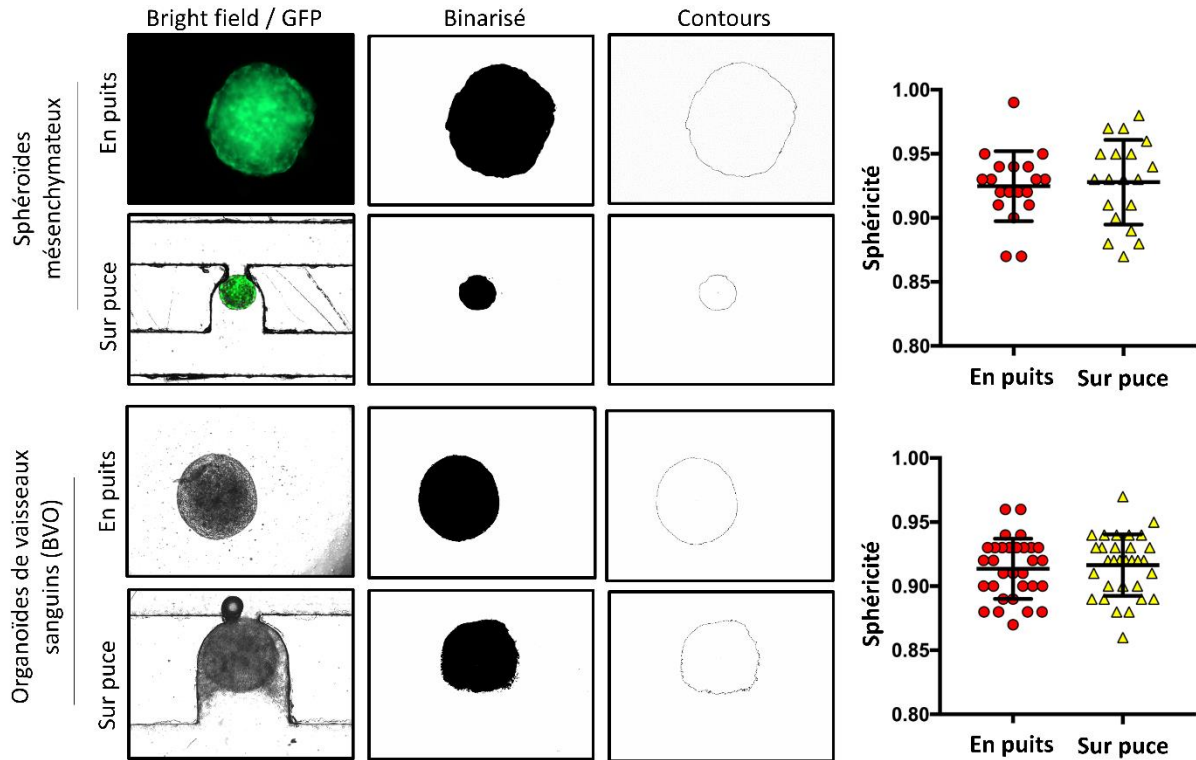 Bright field / GFP
Binarisé
Contours
Sphéroïdes
mésenchymateux
En puits
Sur puce
Sphéricité
1.00
0.95
0.90
0.85
0.80
En puits
Sur puce
Organoïdes de vaisseaux
sanguins (BVO)
En puits
Sur puce
Sphéricité
1.00
0.95
0.90
0.85
0.80
En puits
Sur puce